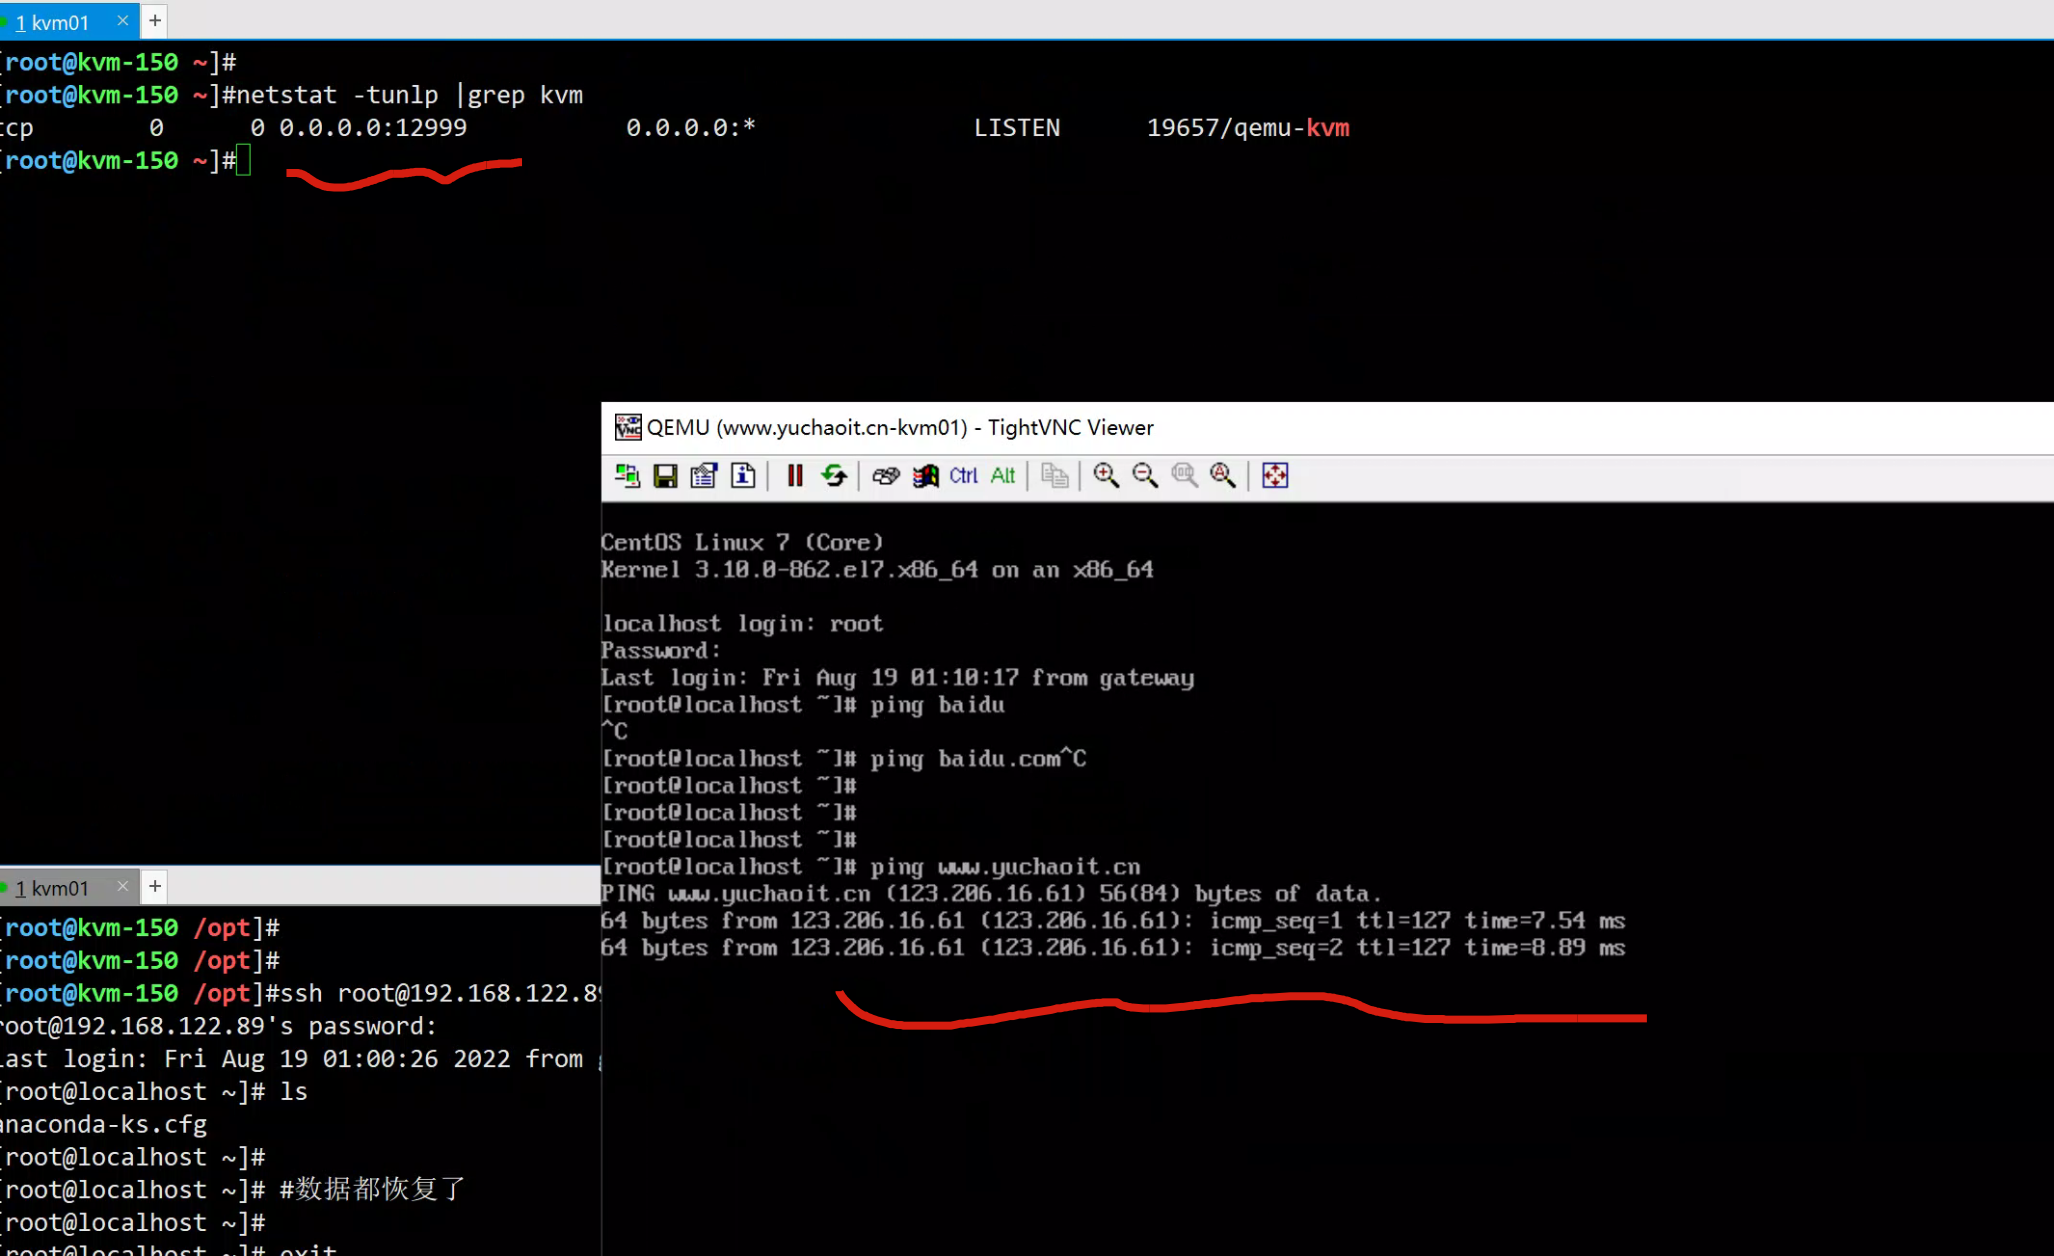 1 kvm01 × +
[root@kvm-150 ~]#
[root@kvm-150 ~]#netstat -tunlp |grep kvm
tcp 0 0 0.0.0.0:12999 0.0.0.0:* LISTEN 19657/qemu-kvm
[root@kvm-150 ~]#
QEMU (www.yuchaoit.cn-kvm01) - TightVNC Viewer
Ctrl Alt
CentOS Linux 7 (Core)
Kernel 3.10.0-862.el7.x86_64 on an x86_64
localhost login: root
Password:
Last login: Fri Aug 19 01:10:17 from gateway
[root@localhost ~]# ping baidu
^C
[root@localhost ~]# ping baidu.com^C
[root@localhost ~]#
[root@localhost ~]#
[root@localhost ~]#
[root@localhost ~]# ping www.yuchaoit.cn
PING www.yuchaoit.cn (123.206.16.61) 56(84) bytes of data.
64 bytes from 123.206.16.61 (123.206.16.61): icmp_seq=1 ttl=127 time=7.54 ms
64 bytes from 123.206.16.61 (123.206.16.61): icmp_seq=2 ttl=127 time=8.89 ms
1 kvm01 × +
[root@kvm-150 /opt]#
[root@kvm-150 /opt]#
[root@kvm-150 /opt]#ssh root@192.168.122.89
root@192.168.122.89's password:
Last login: Fri Aug 19 01:00:26 2022 from
[root@localhost ~]# ls
anaconda-ks.cfg
[root@localhost ~]#
[root@localhost ~]# #数据都恢复了
[root@localhost ~]#
[root@localhost ~]# exit